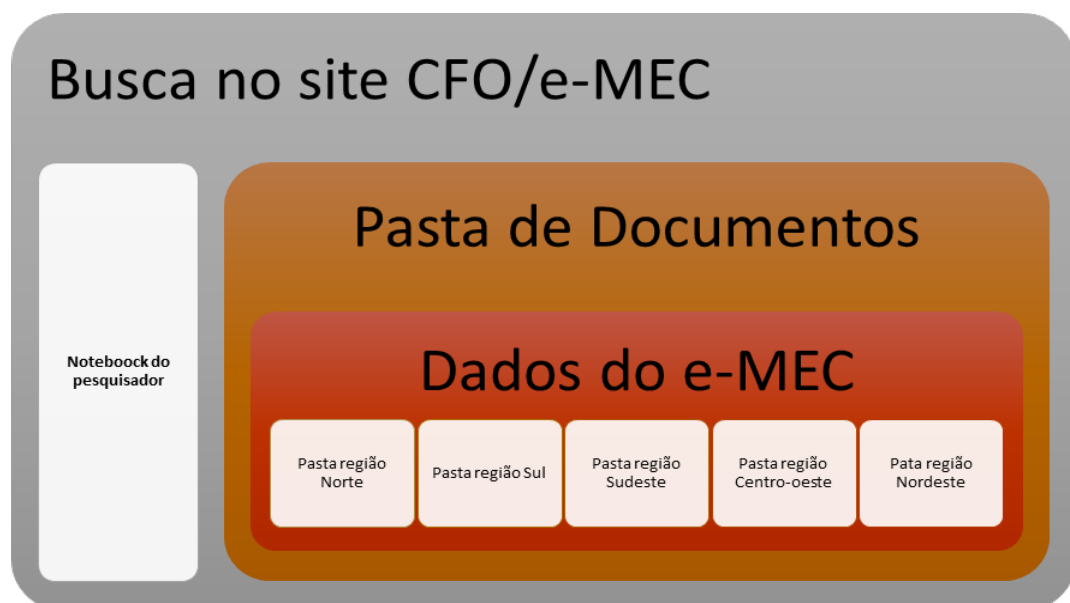 Busca no site CFO/e-MEC
Noteboock do
pesquisador
Pasta de Documentos
Dados do e-MEC
Pasta região
Norte
Pasta região Sul
Pasta região
Sudeste
Pasta região
Centro-oeste
Pata região
Nordeste